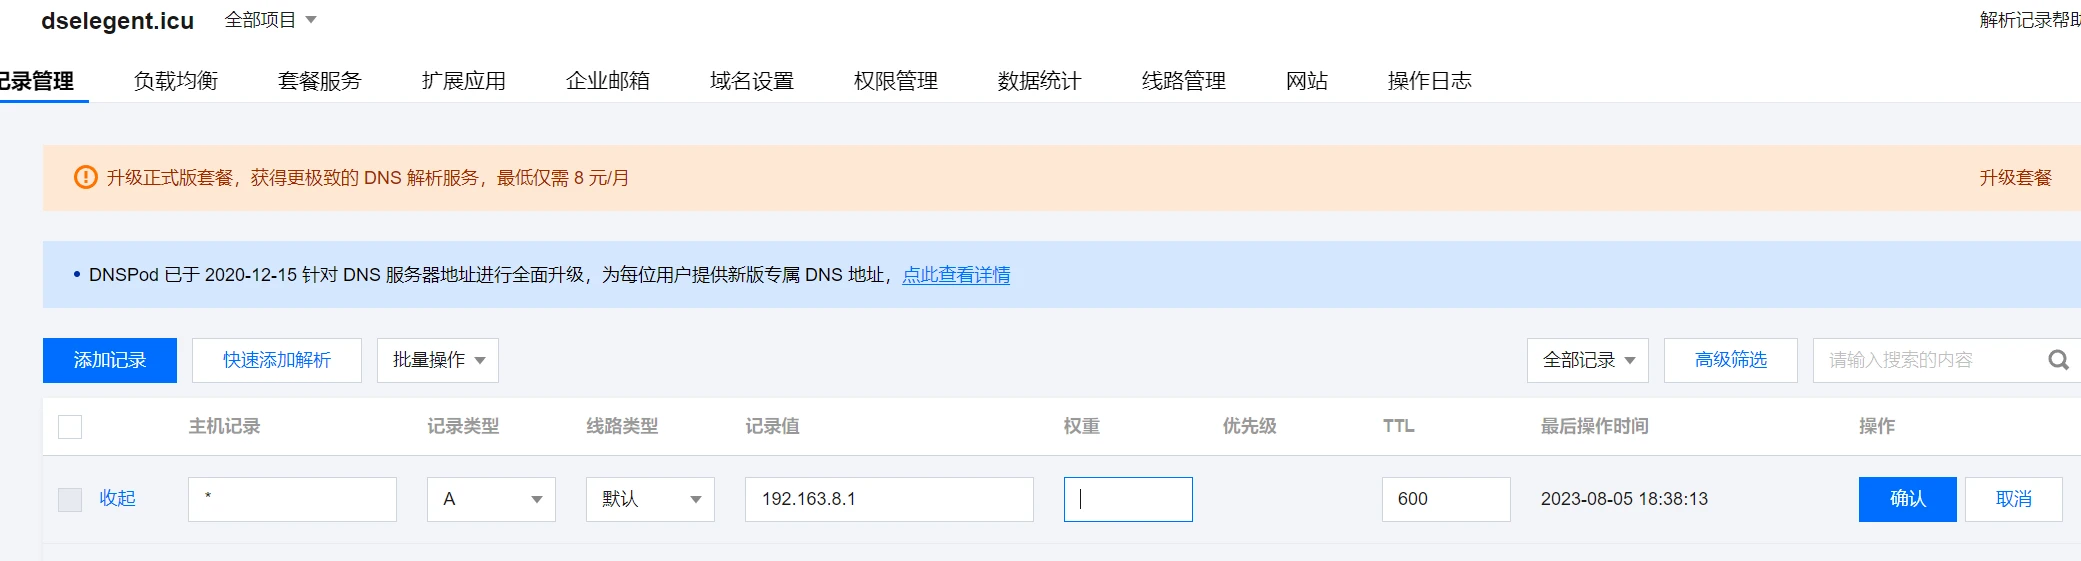 dselegent.icu 全部项目 解析记录帮助
记录管理 负载均衡 套餐服务 扩展应用 企业邮箱 域名设置 权限管理 数据统计 线路管理 网站 操作日志
升级正式版套餐，获得更极致的 DNS 解析服务，最低仅需 8 元/月 升级套餐
• DNSPod 已于 2020-12-15 针对 DNS 服务器地址进行全面升级，为每位用户提供新版专属 DNS 地址，点此查看详情
添加记录 快速添加解析 批量操作 全部记录 高级筛选 请输入搜索的内容
主机记录 记录类型 线路类型 记录值 权重 优先级 TTL 最后操作时间 操作
收起 * A 默认 192.163.8.1 600 2023-08-05 18:38:13 确认 取消